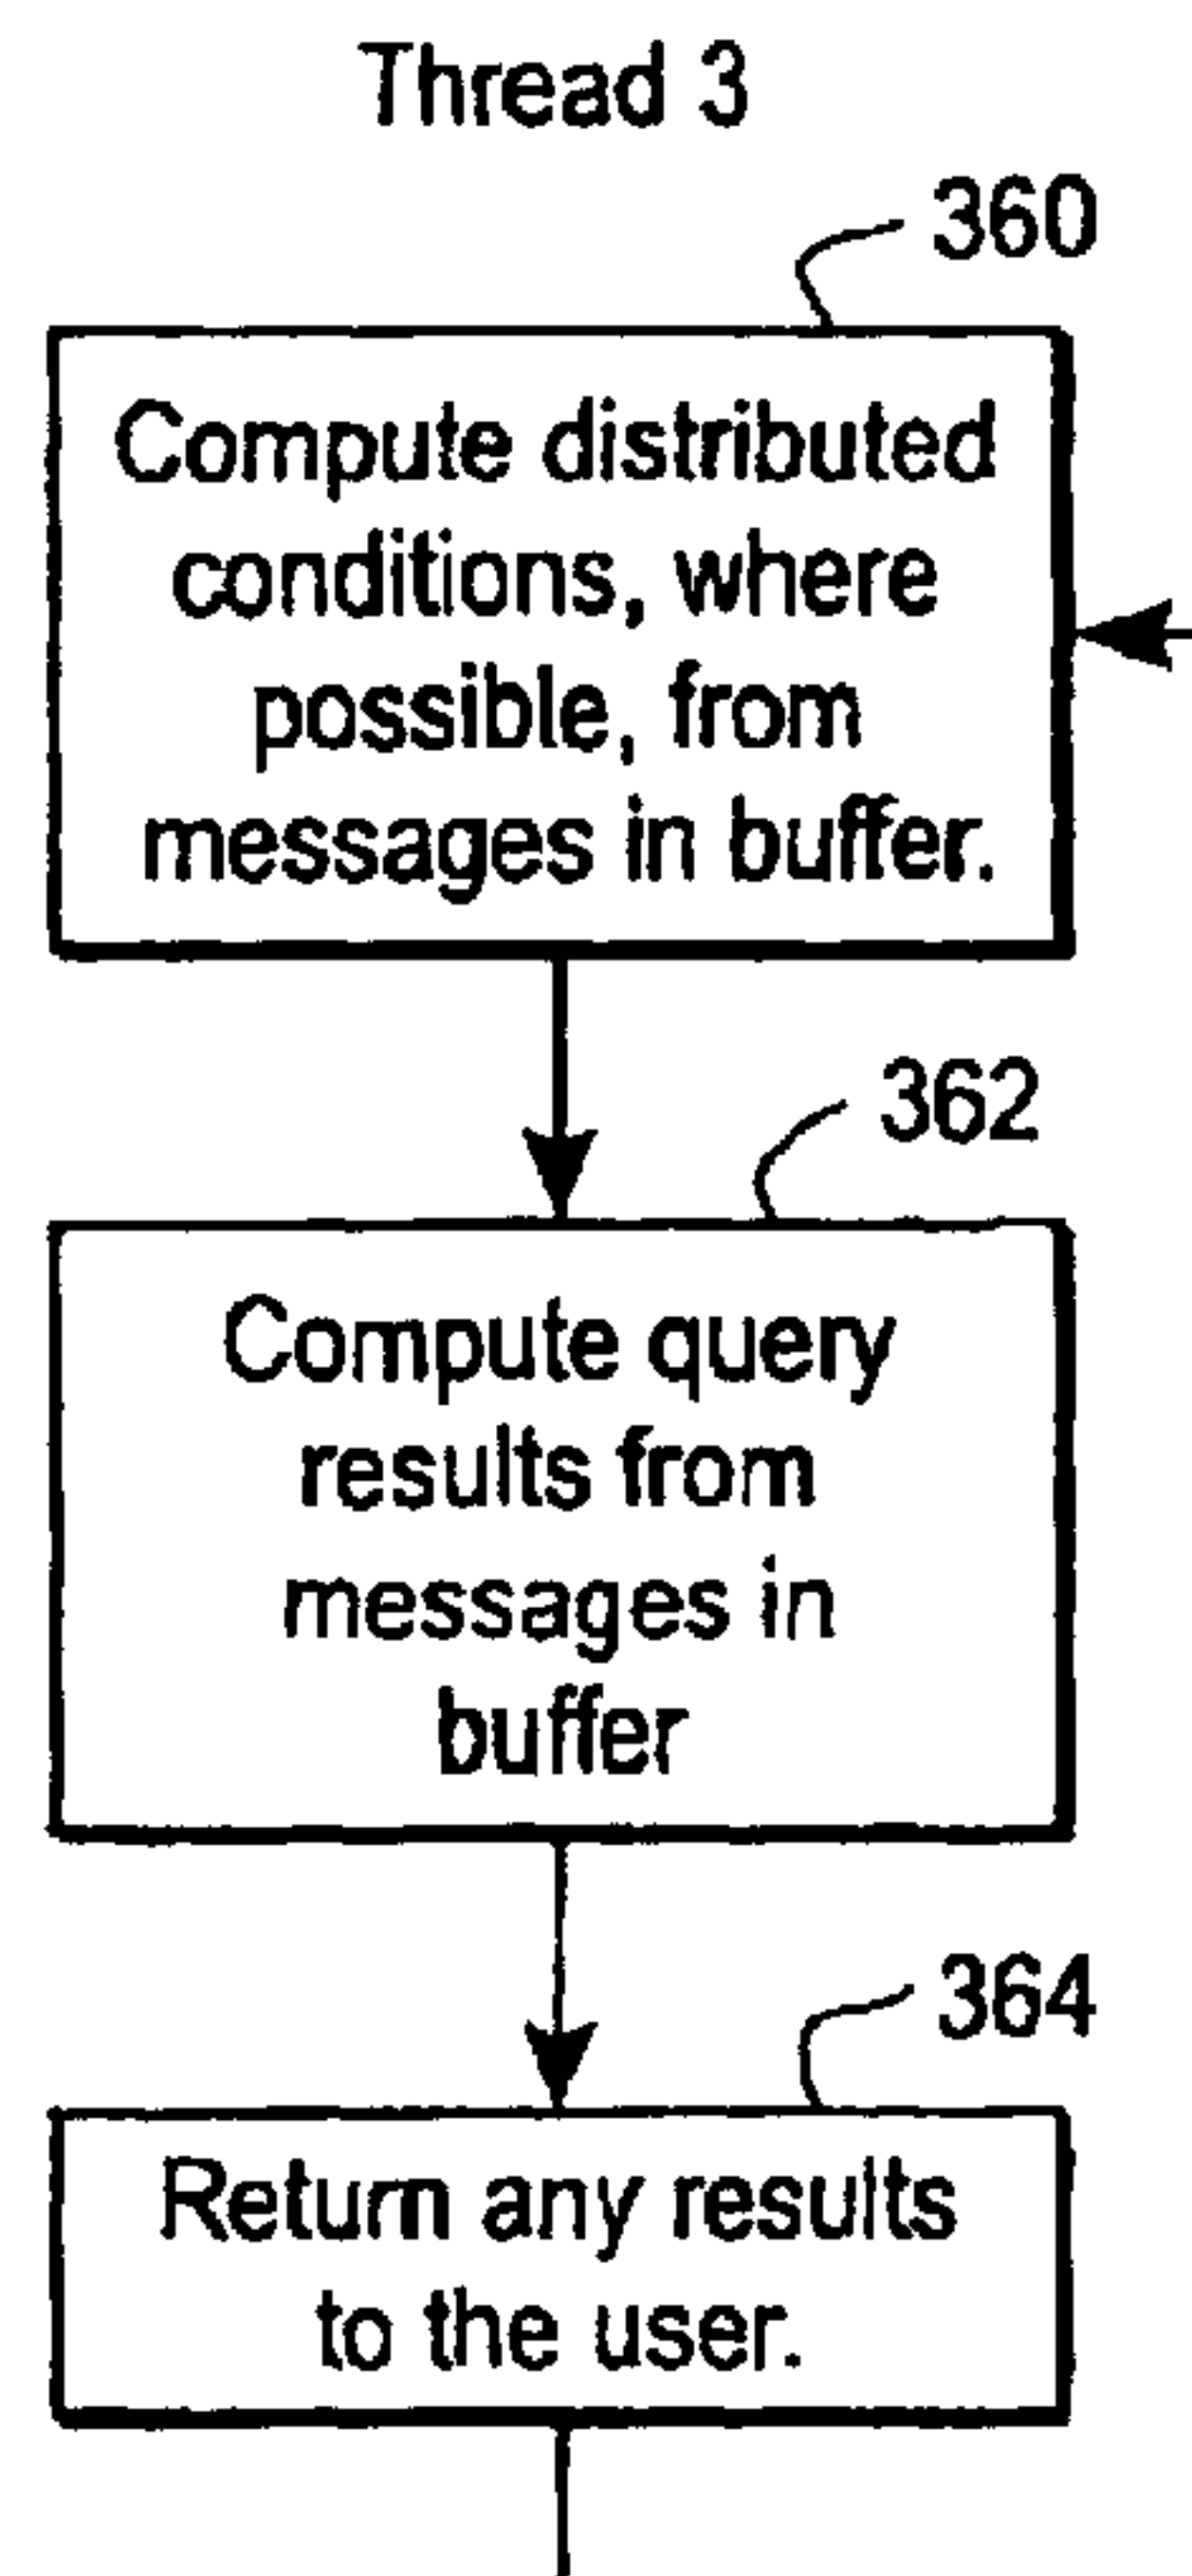 Thread 3
360
Compute distributed
conditions, where
possible, from
messages in buffer.
362
Compute query
results from
messages in
buffer
364
Return any results
to the user.